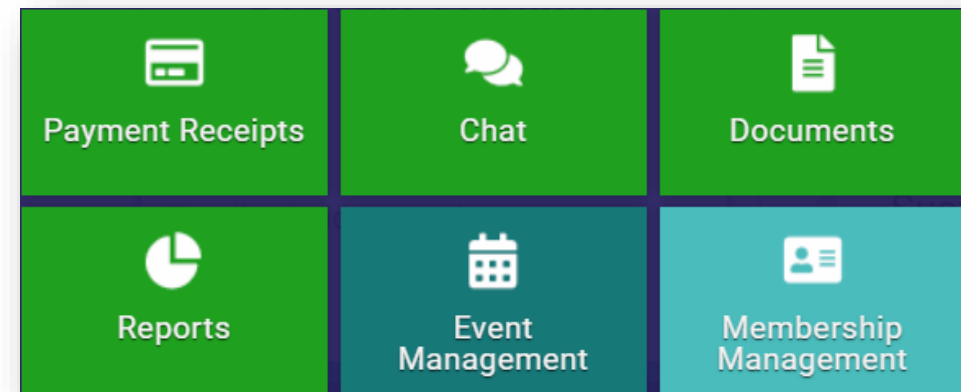 Payment Receipts
Chat
Documents
Reports
Event
Management
Membership
Management